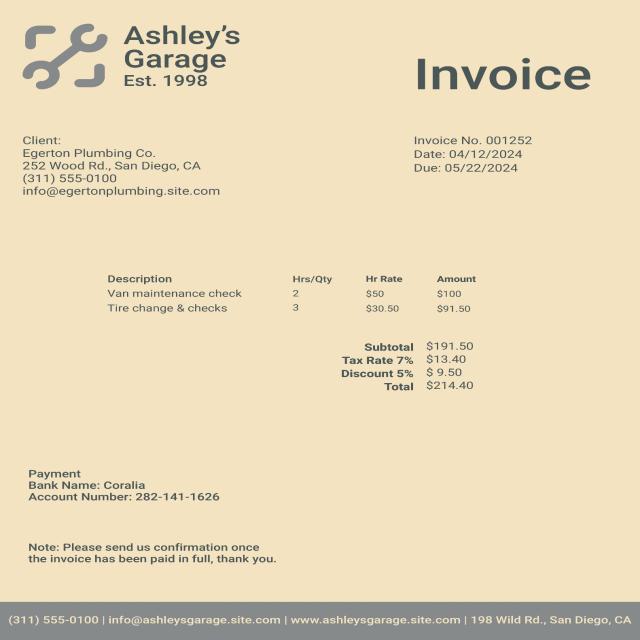 Ashley's
Garage
Est. 1998
Invoice
Client:
Egerton Plumbing Co.
252 Wood Rd., San Diego, CA
(311) 555-0100
info@egertonplumbing.site.com
Invoice No. 001252
Date: 04/12/2024
Due: 05/22/2024
Description Hrs/Qty Hr Rate Amount
Van maintenance check 2 $50 $100
Tire change & checks 3 $30.50 $91.50
Subtotal $191.50
Tax Rate 7% $13.40
Discount 5% $ 9.50
Total $214.40
Payment
Bank Name: Coralia
Account Number: 282-141-1626
Note: Please send us confirmation once
the invoice has been paid in full, thank you.
(311) 555-0100 | info@ashleysgarage.site.com | www.ashleysgarage.site.com | 198 Wild Rd., San Diego, CA